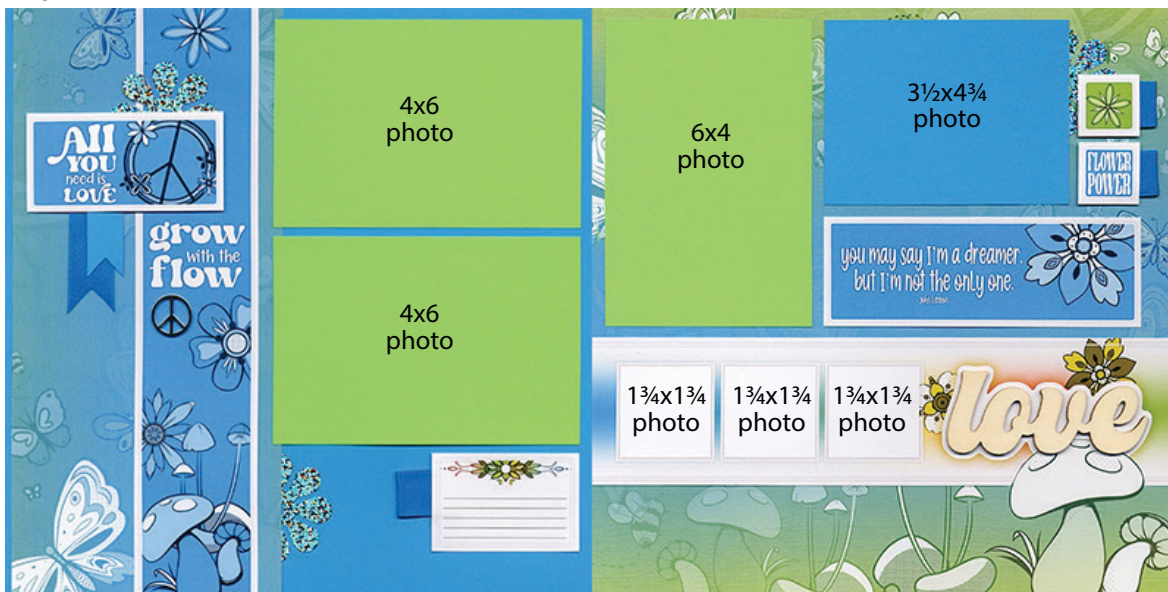 All
YOU
need is
LOVE
grow
with the
flow
4x6
photo
4x6
photo
6x4
photo
3½x4¾
photo
FLOWER
POWER
you may say I'm a dreamer,
but I'm not the only one.
1¾x1¾
photo
1¾x1¾
photo
1¾x1¾
photo
love